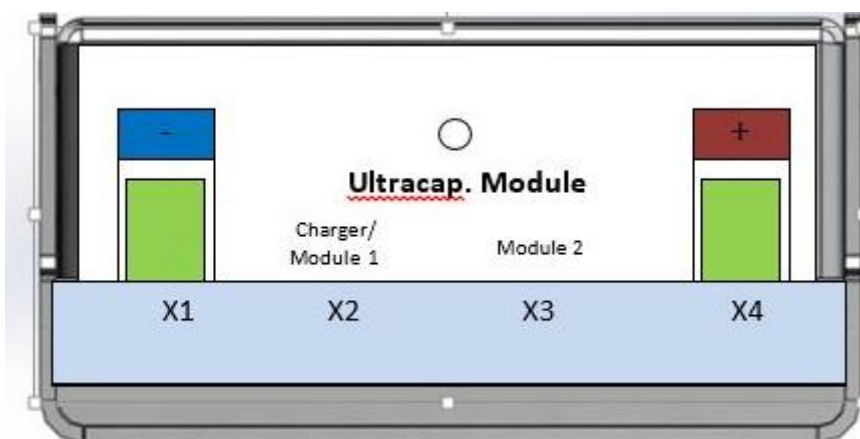 - +
Ultracap. Module
Charger/
Module 1
Module 2
X1 X2 X3 X4